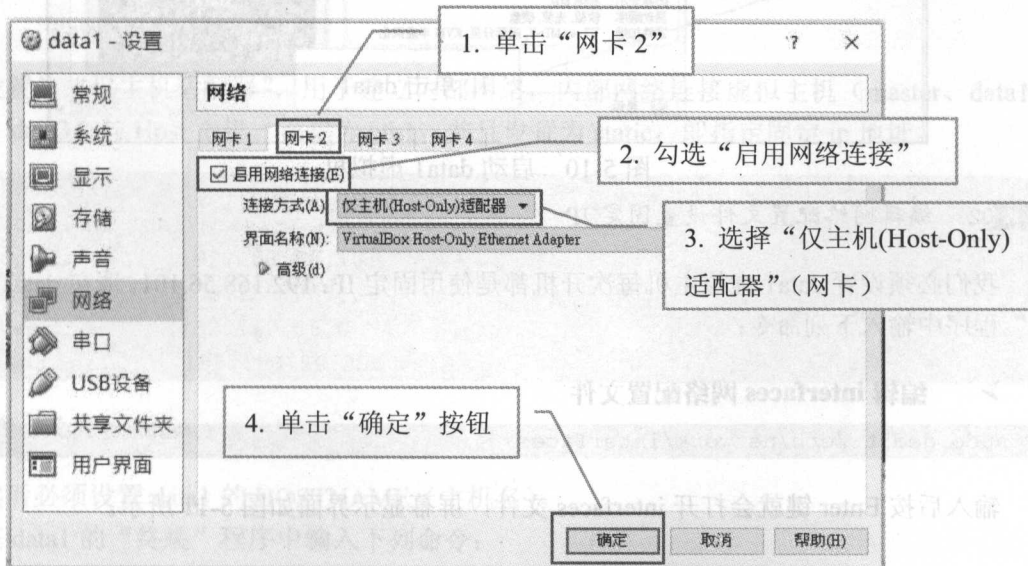 1. 单击“网卡 2”
data1 - 设置
? ×
常规
系统
显示
存储
声音
网络
串口
USB设备
共享文件夹
用户界面
网络
网卡 1 网卡 2 网卡 3 网卡 4
启用网络连接(E)
2. 勾选“启用网络连接”
连接方式(A): 仅主机(Host-Only)适配器
界面名称(N): VirtualBox Host-Only Ethernet Adapter
高级(d)
3. 选择“仅主机(Host-Only)
适配器”(网卡)
4. 单击“确定”按钮
确定 取消 帮助(H)